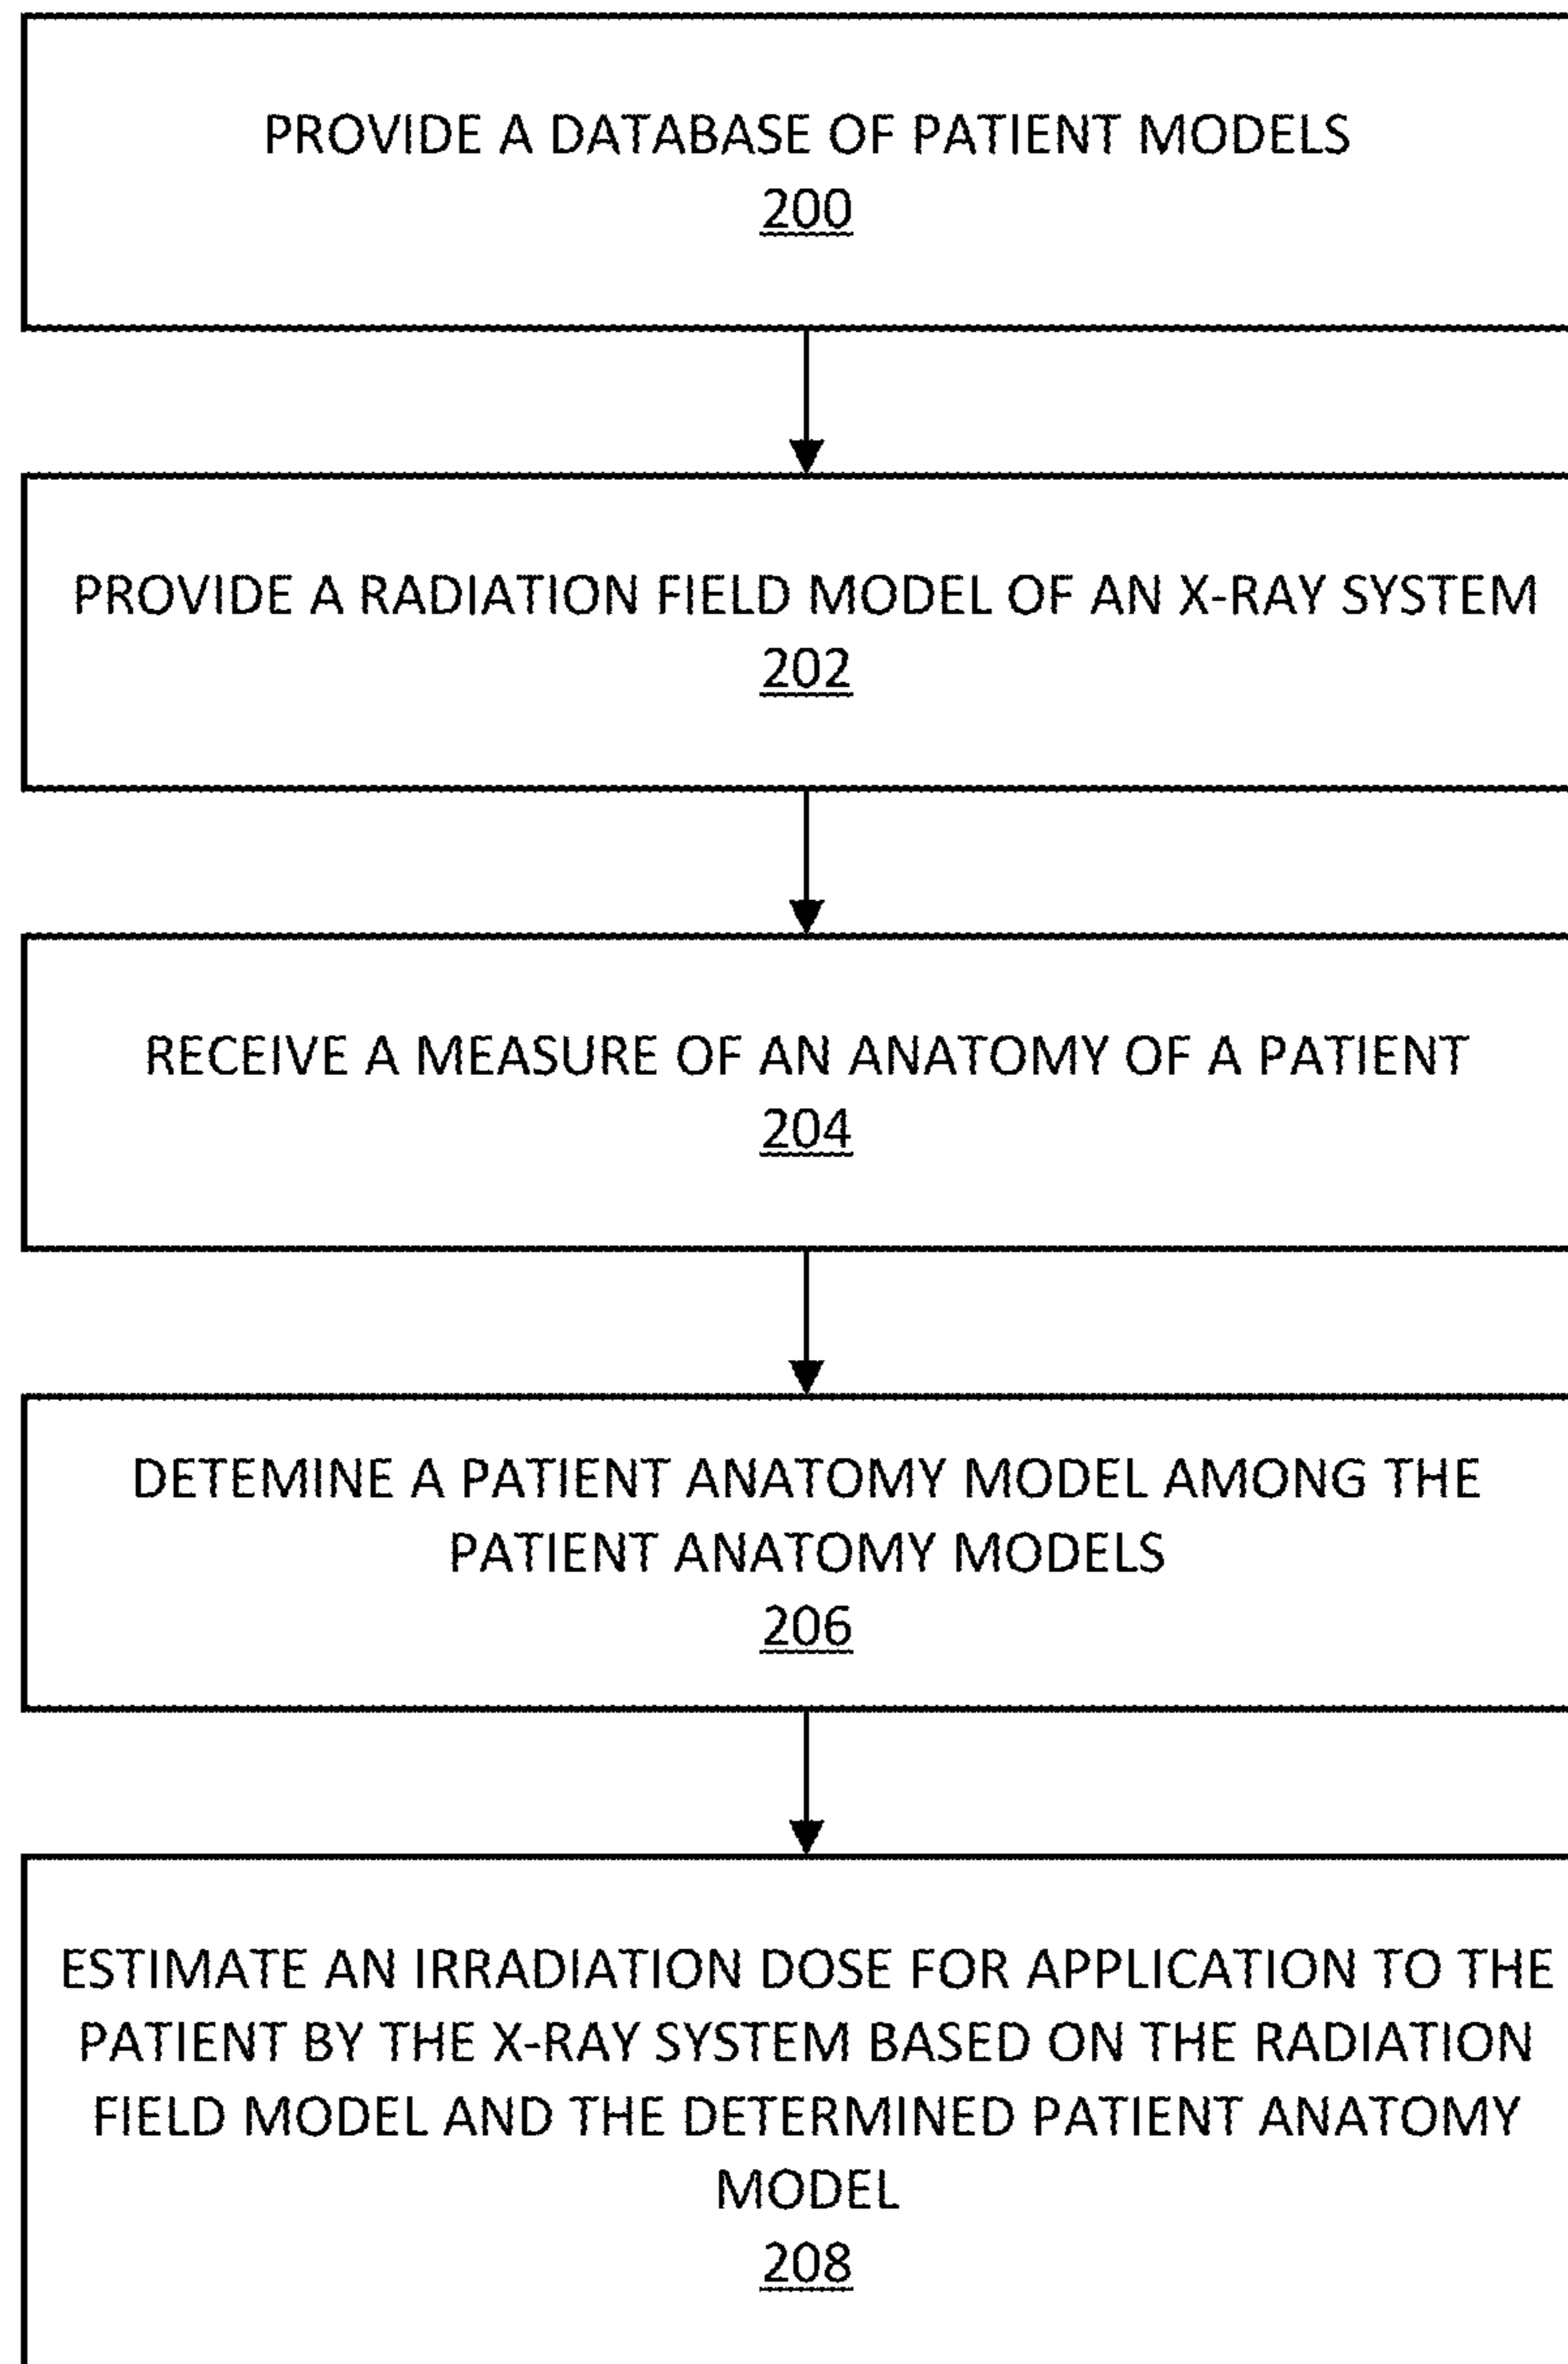 PROVIDE A DATABASE OF PATIENT MODELS
200
PROVIDE A RADIATION FIELD MODEL OF AN X-RAY SYSTEM
202
RECEIVE A MEASURE OF AN ANATOMY OF A PATIENT
204
DETEMINE A PATIENT ANATOMY MODEL AMONG THE
PATIENT ANATOMY MODELS
206
ESTIMATE AN IRRADIATION DOSE FOR APPLICATION TO THE
PATIENT BY THE X-RAY SYSTEM BASED ON THE RADIATION
FIELD MODEL AND THE DETERMINED PATIENT ANATOMY
MODEL
208